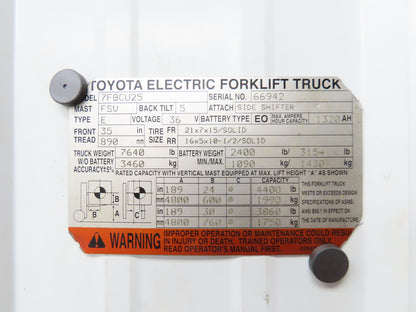 TOYOTA ELECTRIC FORKLIFT TRUCK
MODEL 7FBCU25 SERIAL NO. 66942
MAST FSV BACK TILT 5 ATTACH SIDE SHIFTER
TYPE E VOLTAGE 36 V BATTERY TYPE EO MAX. AMPERE HOUR CAPACITY 1320 AH
FRONT 35 in TIRE FR 21x7x15/SOLID
TREAD 890 mm SIZE RR 16x5x10-1/2/SOLID
TRUCK WEIGHT 7640 lb BATTERY WEIGHT 2400 lb 3154 lb
W/O BATTERY 3460 kg MIN./MAX. 1090 kg 1430 kg
ACCURACY±5% RATED CAPACITY WITH VERTICAL MAST EQUIPPED AT MAX. LIFT HEIGHT "A" AS SHOWN
A B C CAPACITY
in 189 24 0 4400 lb
mm 4800 600 0 1990 kg
in 189 30 0 3860 lb
mm 4800 760 0 1750 kg
THIS FORKLIFT TRUCK
MEETS OR EXCEEDS DESIGN
SPECIFICATIONS OF ASME/
ANSI B56.1 IN EFFECT ON
DATE OF MANUFACTURE.
A
B
C
B
WARNING
IMPROPER OPERATION OR MAINTENANCE COULD RESULT
IN INJURY OR DEATH. TRAINED OPERATORS ONLY.
READ OPERATOR'S MANUAL FIRST.